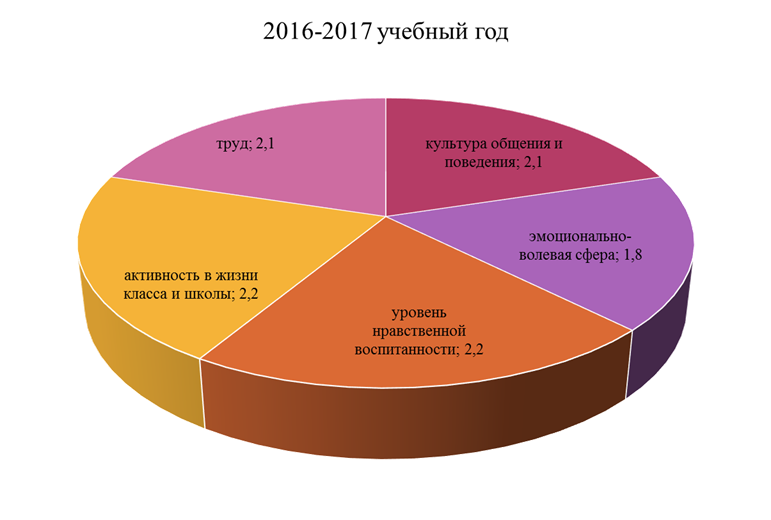 2016-2017 учебный год
труд; 2,1
культура общения и
поведения; 2,1
эмоционально-
волевая сфера; 1,8
активность в жизни
класса и школы; 2,2
уровень
нравственной
воспитанности; 2,2